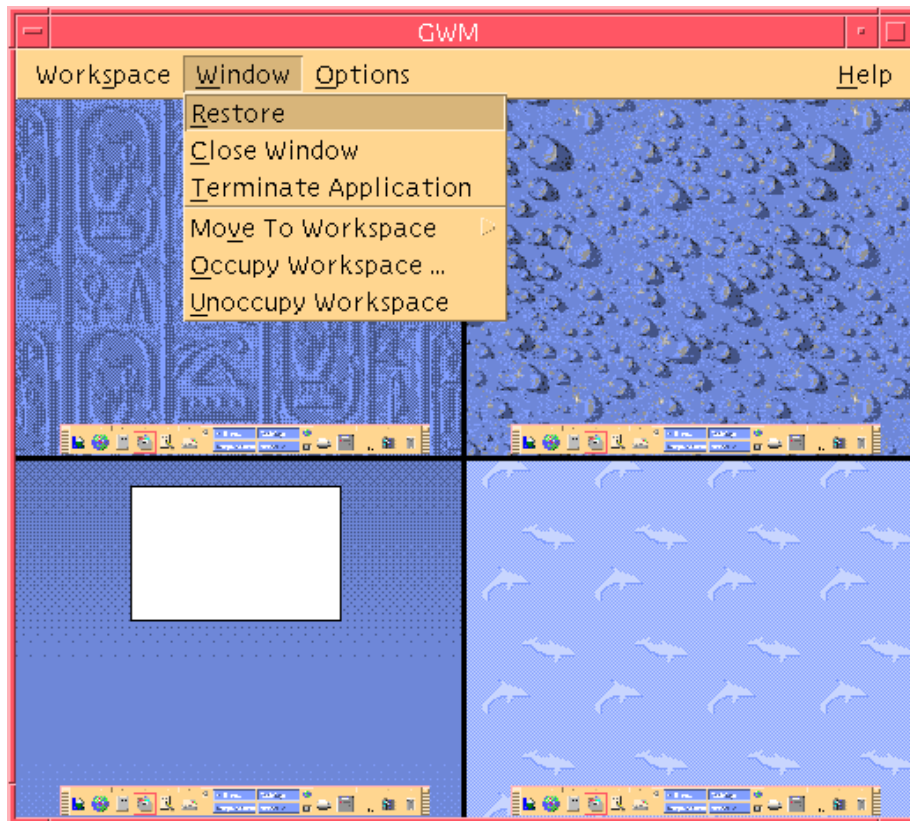 GWM
Workspace Window Options Help
Restore
Close Window
Terminate Application
Move To Workspace
Occupy Workspace ...
Unoccupy Workspace